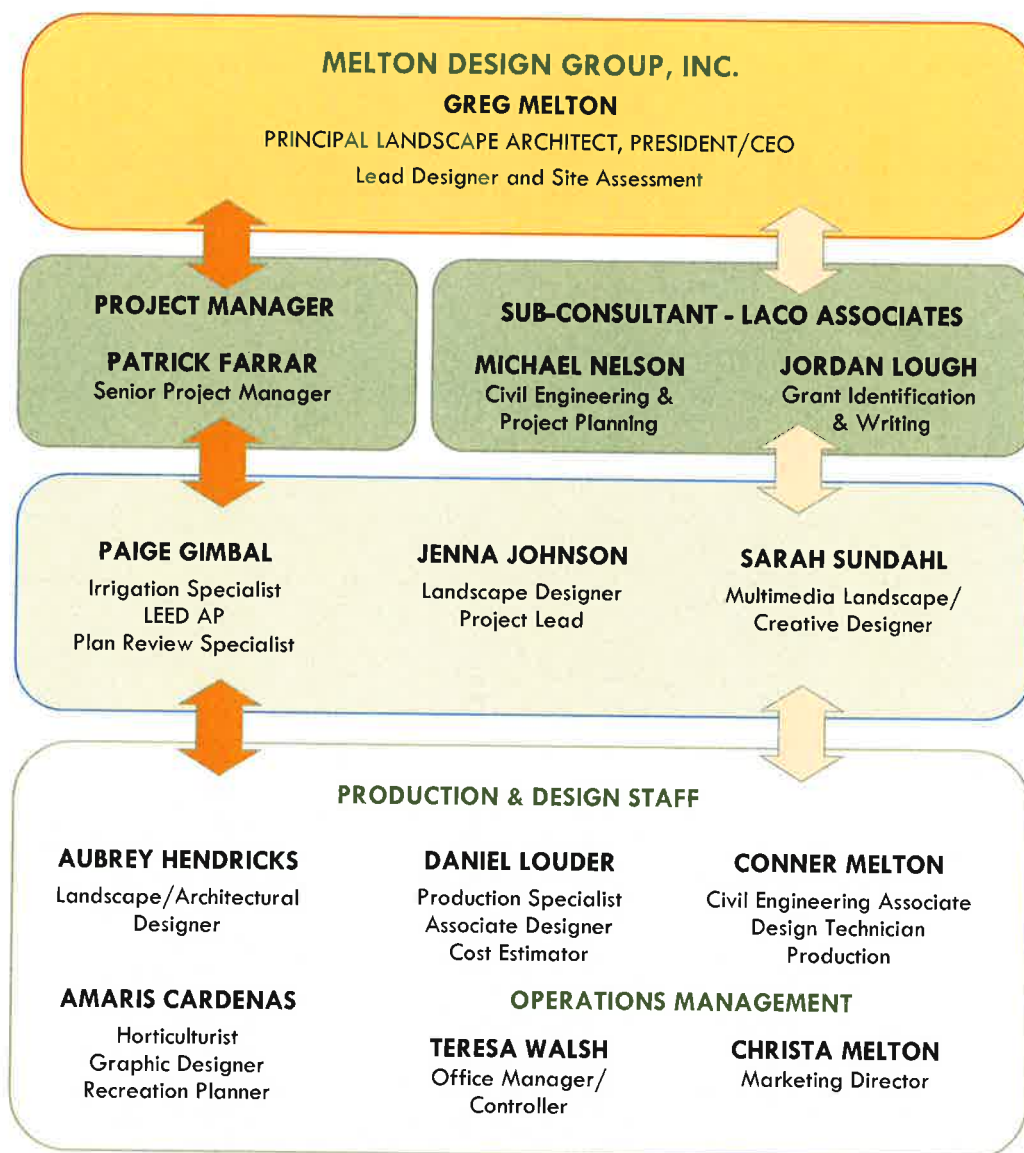 MELTON DESIGN GROUP, INC.
GREG MELTON
PRINCIPAL LANDSCAPE ARCHITECT, PRESIDENT/CEO
Lead Designer and Site Assessment
PROJECT MANAGER
PATRICK FARRAR
Senior Project Manager
SUB-CONSULTANT - LACO ASSOCIATES
MICHAEL NELSON
Civil Engineering &
Project Planning
JORDAN LOUGH
Grant Identification
& Writing
PAIGE GIMBAL
Irrigation Specialist
LEED AP
Plan Review Specialist
JENNA JOHNSON
Landscape Designer
Project Lead
SARAH SUNDAHL
Multimedia Landscape/
Creative Designer
PRODUCTION & DESIGN STAFF
AUBREY HENDRICKS
Landscape/Architectural
Designer
DANIEL LOUDER
Production Specialist
Associate Designer
Cost Estimator
CONNER MELTON
Civil Engineering Associate
Design Technician
Production
AMARIS CARDENAS
Horticulturist
Graphic Designer
Recreation Planner
OPERATIONS MANAGEMENT
TERESA WALSH
Office Manager/
Controller
CHRISTA MELTON
Marketing Director